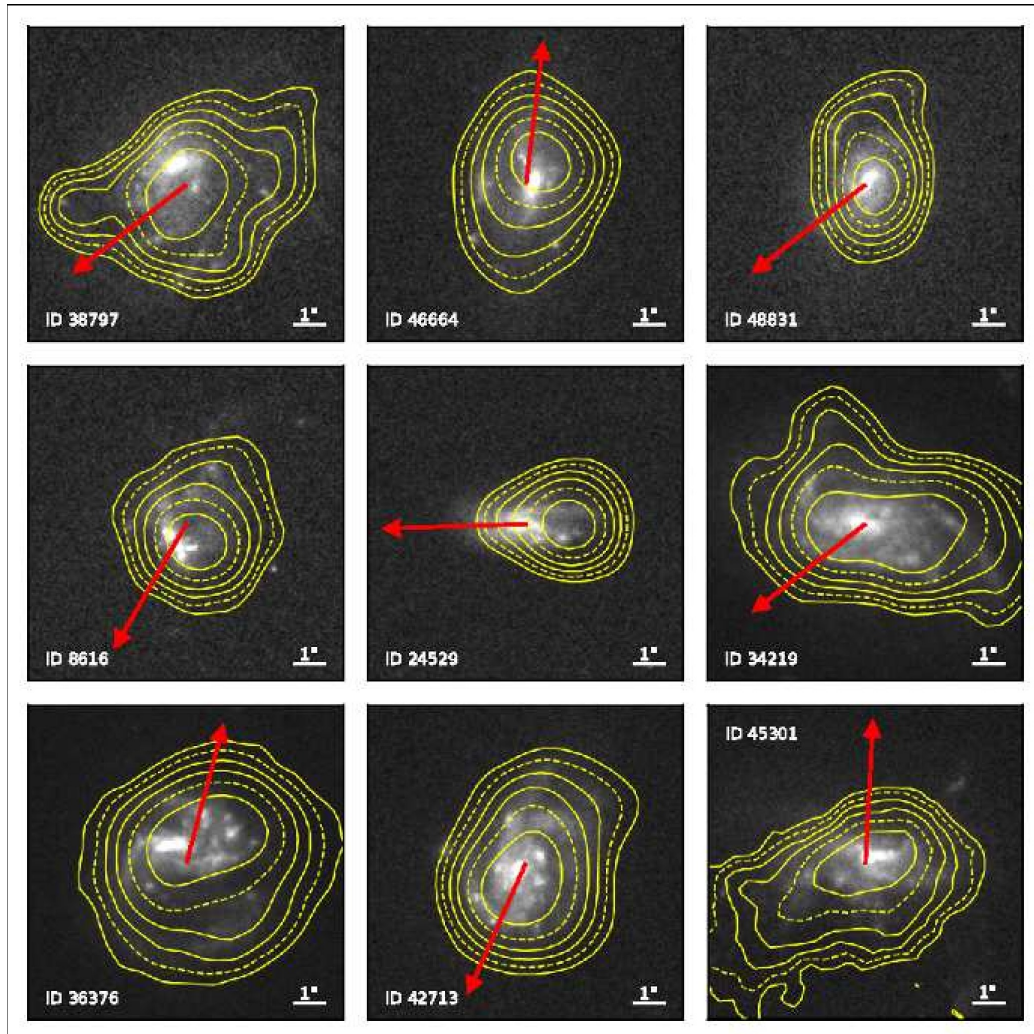 ID 38797
1"
ID 46664
1"
ID 48831
1"
ID 8616
1"
ID 24529
1"
ID 34219
1"
ID 36376
1"
ID 42713
1"
ID 45301
1"